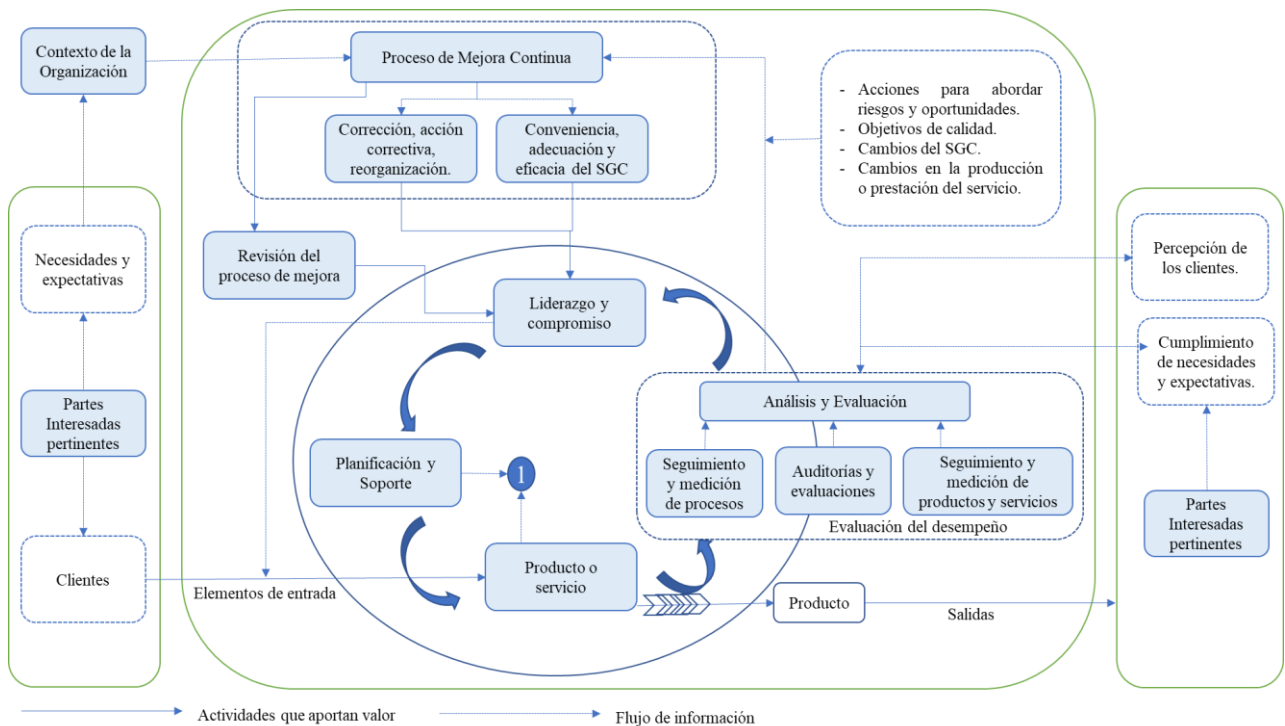 Contexto de la
Organización
Proceso de Mejora Continua
- Acciones para abordar
riesgos y oportunidades.
- Objetivos de calidad.
- Cambios del SGC.
- Cambios en la producción
o prestación del servicio.
Corrección, acción
correctiva,
reorganización.
Conveniencia,
adecuación y
eficacia del SGC
Necesidades y
expectativas
Revisión del
proceso de mejora
Percepción de
los clientes.
Liderazgo y
compromiso
Cumplimiento
de necesidades
y expectativas.
Partes
Interesadas
pertinentes
Análisis y Evaluación
Planificación y
Soporte
1
Seguimiento
y medición
de procesos
Auditorías y
evaluaciones
Seguimiento y
medición de
productos y servicios
Evaluación del desempeño
Partes
Interesadas
pertinentes
Clientes
Elementos de entrada
Producto o
servicio
Producto
Salidas
Actividades que aportan valor
Flujo de información